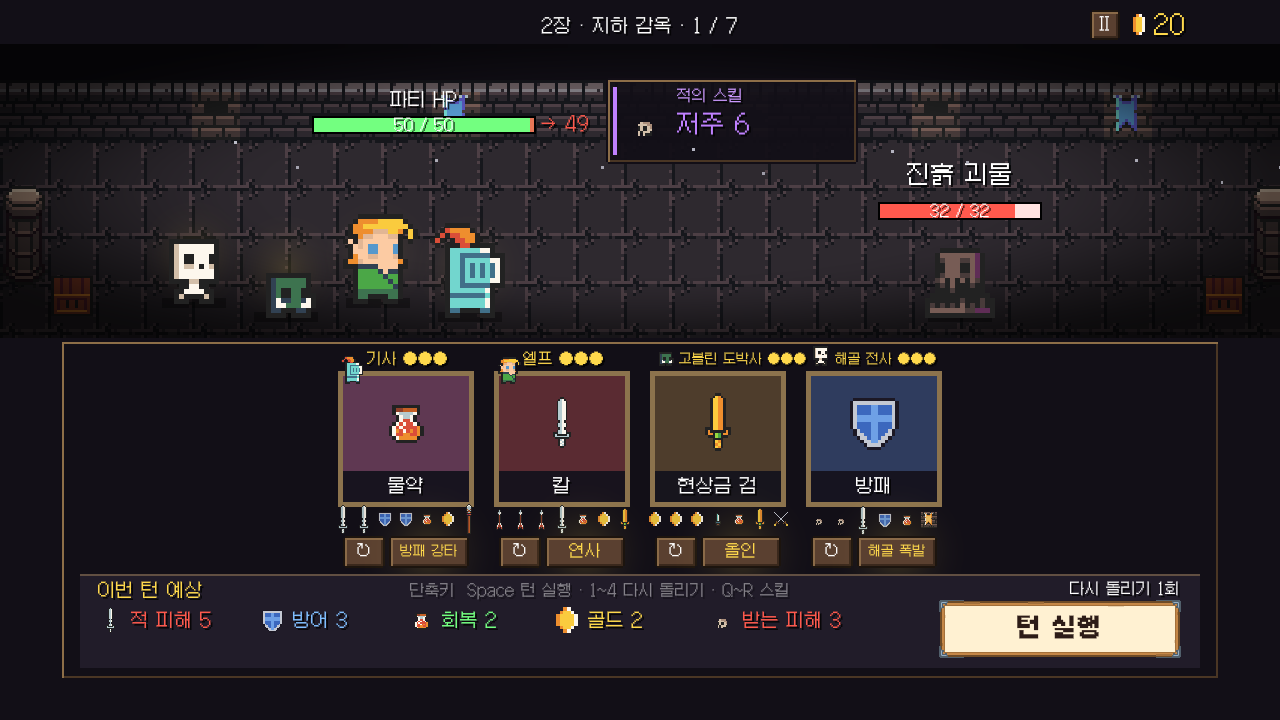 2장 · 지하 감옥 · 1 / 7
II
20
파티 HP
50 / 50
→ 49
적의 스킬
저주 6
진흙 괴물
32 / 32
기사
엘프
고블린 도박사
해골 전사
물약
칼
현상금 검
방패
↻ 방패 강타
↻ 연사
↻ 올인
↻ 해골 폭발
이번 턴 예상
단축키 Space 턴 실행 · 1~4 다시 돌리기 · Q~R 스킬
다시 돌리기 1회
적 피해 5
방어 3
회복 2
골드 2
받는 피해 3
턴 실행